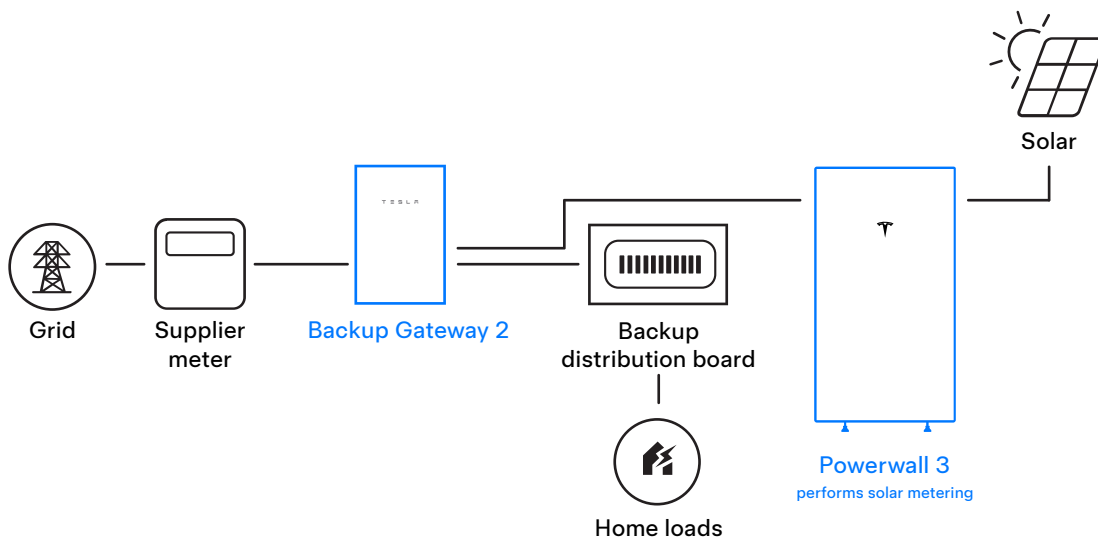 Solar
TESLA
Grid
Supplier
meter
Backup Gateway 2
Backup
distribution board
Powerwall 3
performs solar metering
Home loads